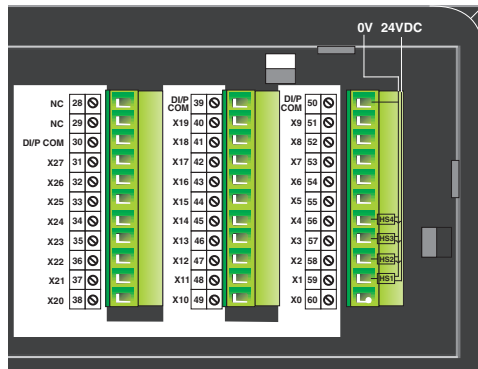 0V 24VDC
NC 28 DI/P COM 39 DI/P COM 50
NC 29 X19 40 X9 51
DI/P COM 30 X18 41 X8 52
X27 31 X17 42 X7 53
X26 32 X16 43 X6 54
X25 33 X15 44 X5 55
X24 34 X14 45 X4 56 HS4
X23 35 X13 46 X3 57 HS3
X22 36 X12 47 X2 58 HS2
X21 37 X11 48 X1 59 HS1
X20 38 X10 49 X0 60